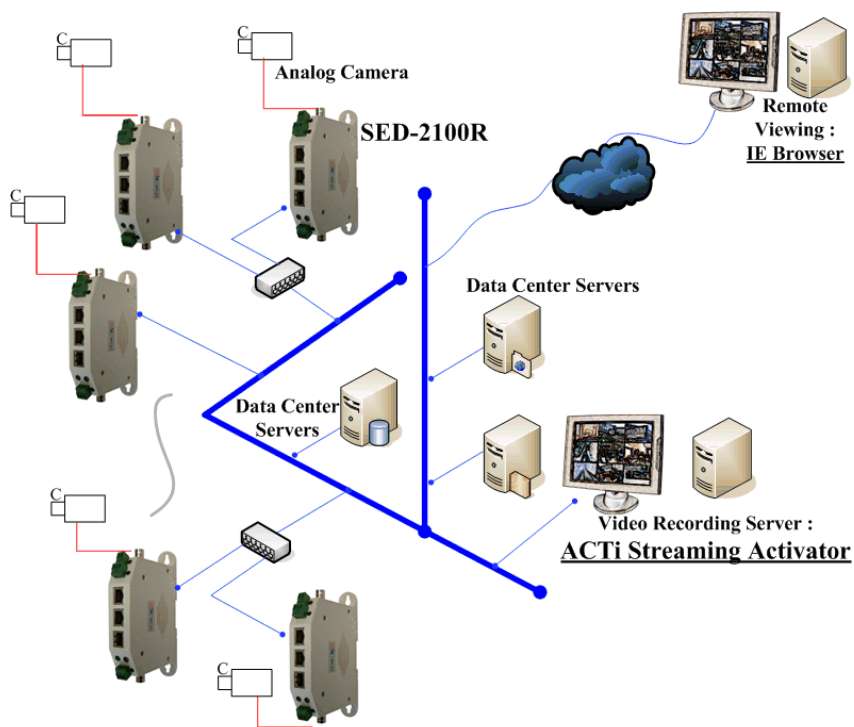 C
C
Analog Camera
SED-2100R
Remote
Viewing :
IE Browser
C
Data Center Servers
Data Center
Servers
C
Video Recording Server :
ACTi Streaming Activator
C